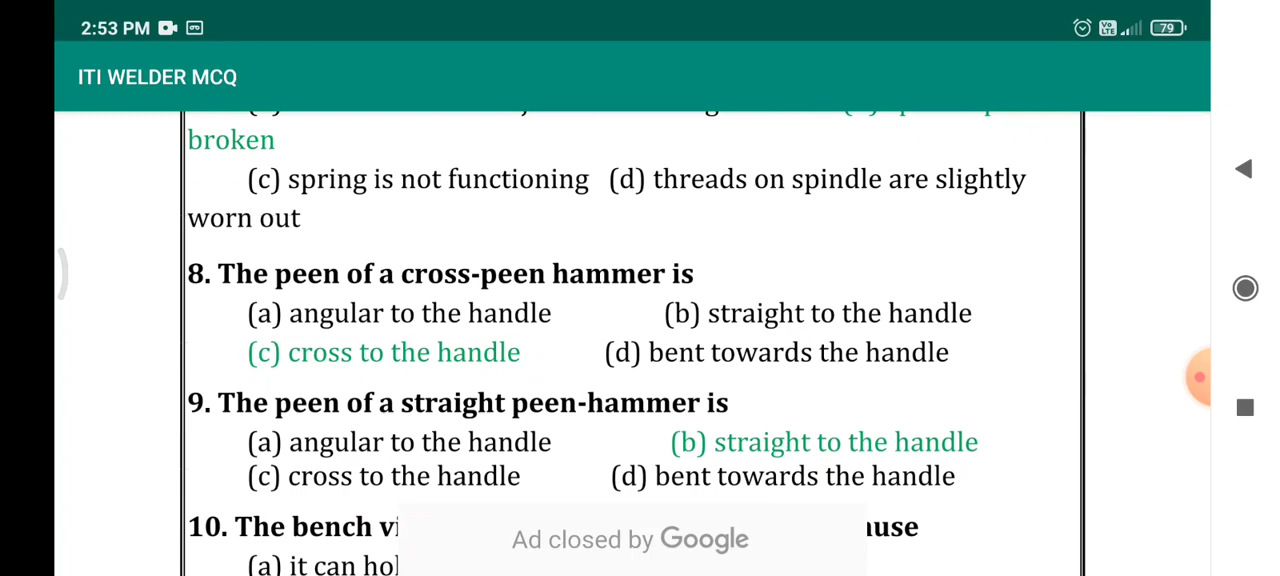 2:53 PM
Vo LTE 79
ITI WELDER MCQ
broken
(c) spring is not functioning (d) threads on spindle are slightly
worn out
8. The peen of a cross-peen hammer is
(a) angular to the handle (b) straight to the handle
(c) cross to the handle (d) bent towards the handle
9. The peen of a straight peen-hammer is
(a) angular to the handle (b) straight to the handle
(c) cross to the handle (d) bent towards the handle
10. The bench
Ad closed by Google
(a) it can